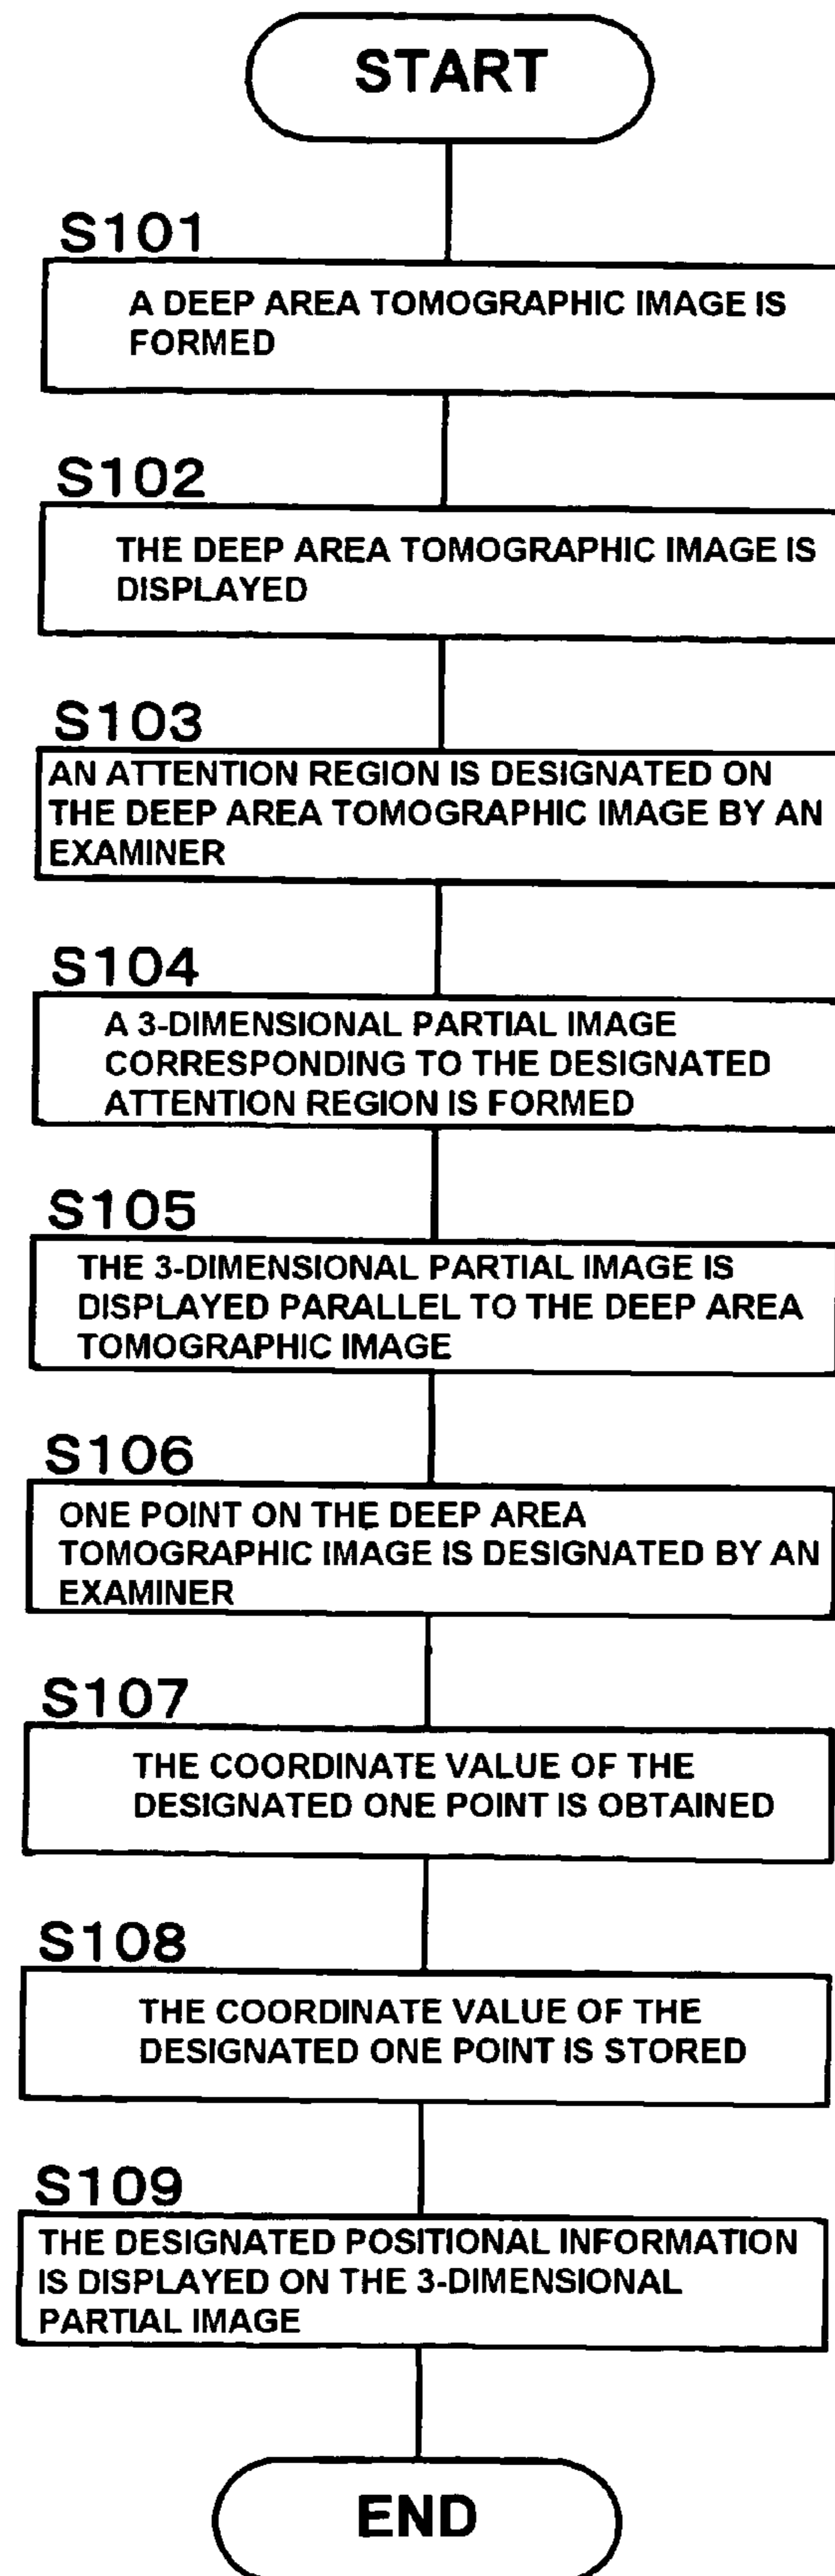 START
S101
A DEEP AREA TOMOGRAPHIC IMAGE IS
FORMED
S102
THE DEEP AREA TOMOGRAPHIC IMAGE IS
DISPLAYED
S103
AN ATTENTION REGION IS DESIGNATED ON
THE DEEP AREA TOMOGRAPHIC IMAGE BY AN
EXAMINER
S104
A 3-DIMENSIONAL PARTIAL IMAGE
CORRESPONDING TO THE DESIGNATED
ATTENTION REGION IS FORMED
S105
THE 3-DIMENSIONAL PARTIAL IMAGE IS
DISPLAYED PARALLEL TO THE DEEP AREA
TOMOGRAPHIC IMAGE
S106
ONE POINT ON THE DEEP AREA
TOMOGRAPHIC IMAGE IS DESIGNATED BY AN
EXAMINER
S107
THE COORDINATE VALUE OF THE
DESIGNATED ONE POINT IS OBTAINED
S108
THE COORDINATE VALUE OF THE
DESIGNATED ONE POINT IS STORED
S109
THE DESIGNATED POSITIONAL INFORMATION
IS DISPLAYED ON THE 3-DIMENSIONAL
PARTIAL IMAGE
END